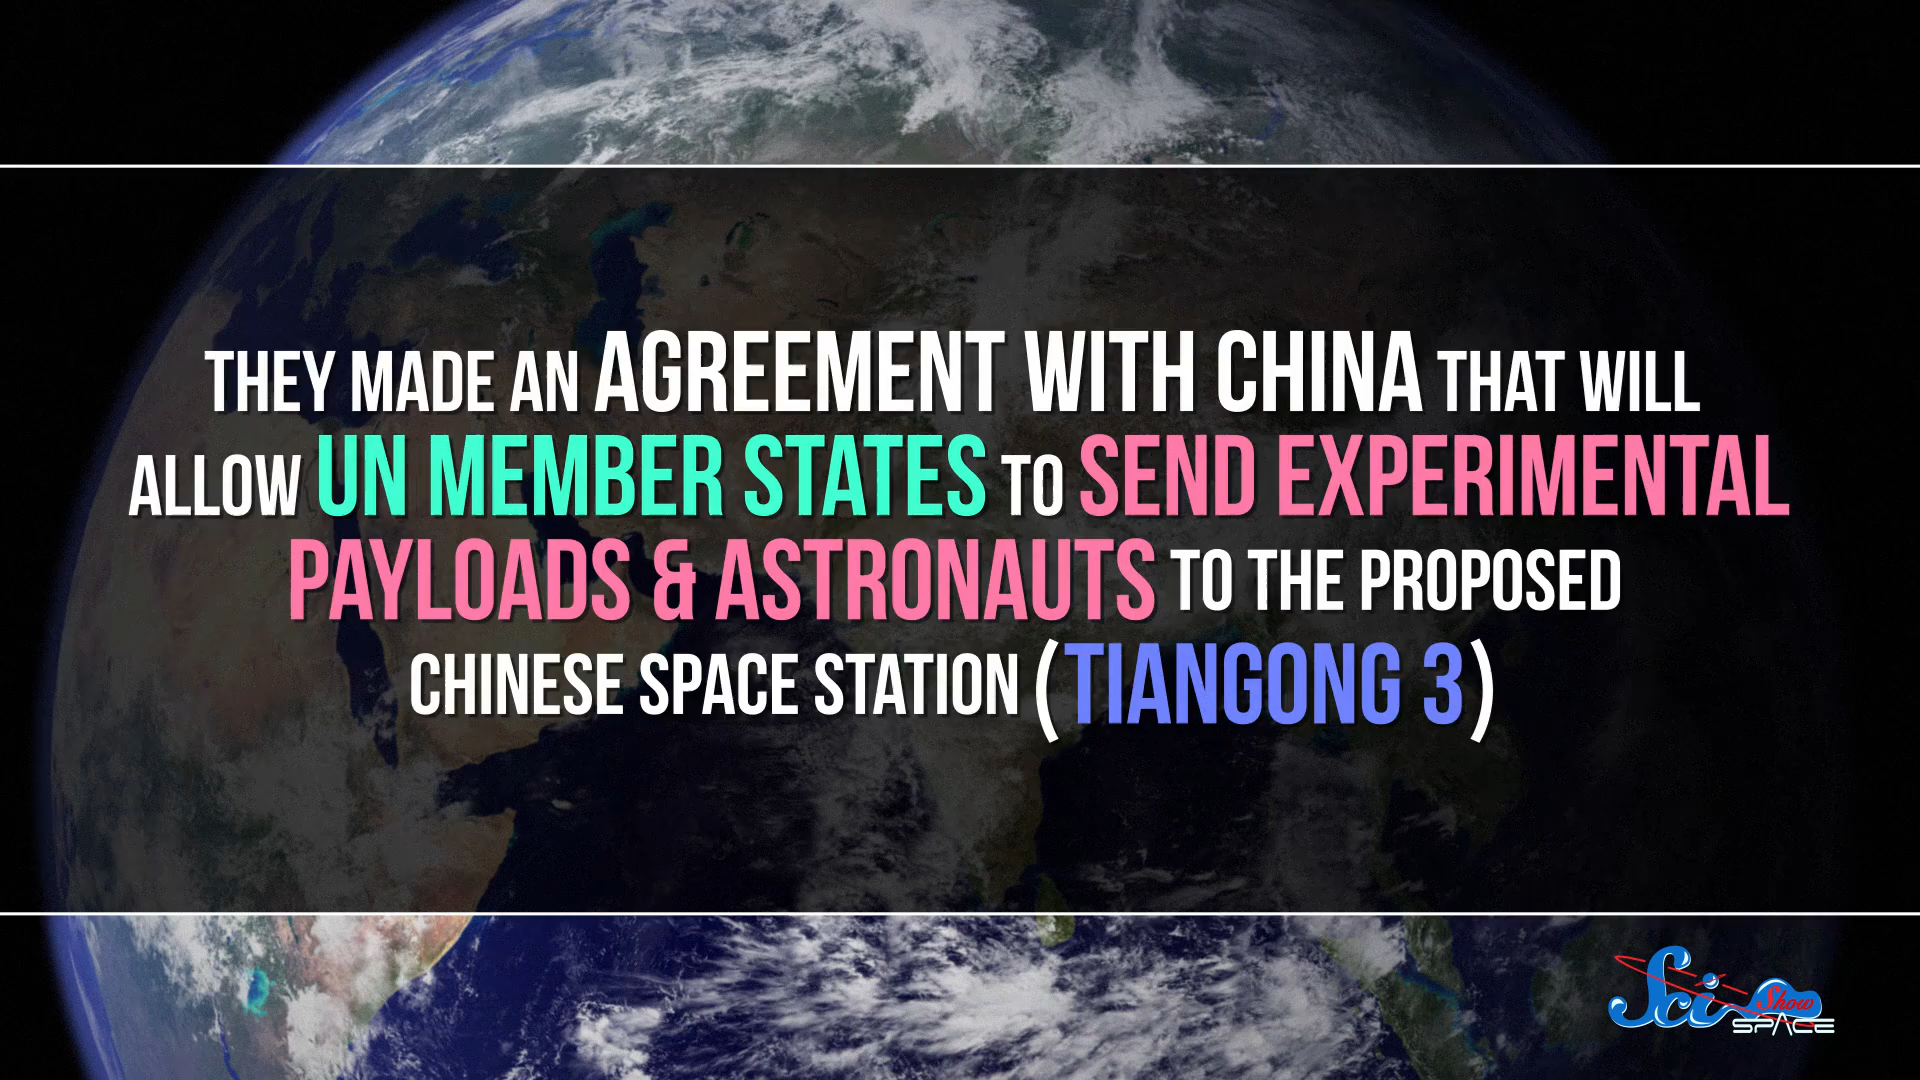 THEY MADE AN AGREEMENT WITH CHINA THAT WILL
ALLOW UN MEMBER STATES TO SEND EXPERIMENTAL
PAYLOADS & ASTRONAUTS TO THE PROPOSED
CHINESE SPACE STATION (TIANGONG 3)
Sci Show
SPACE